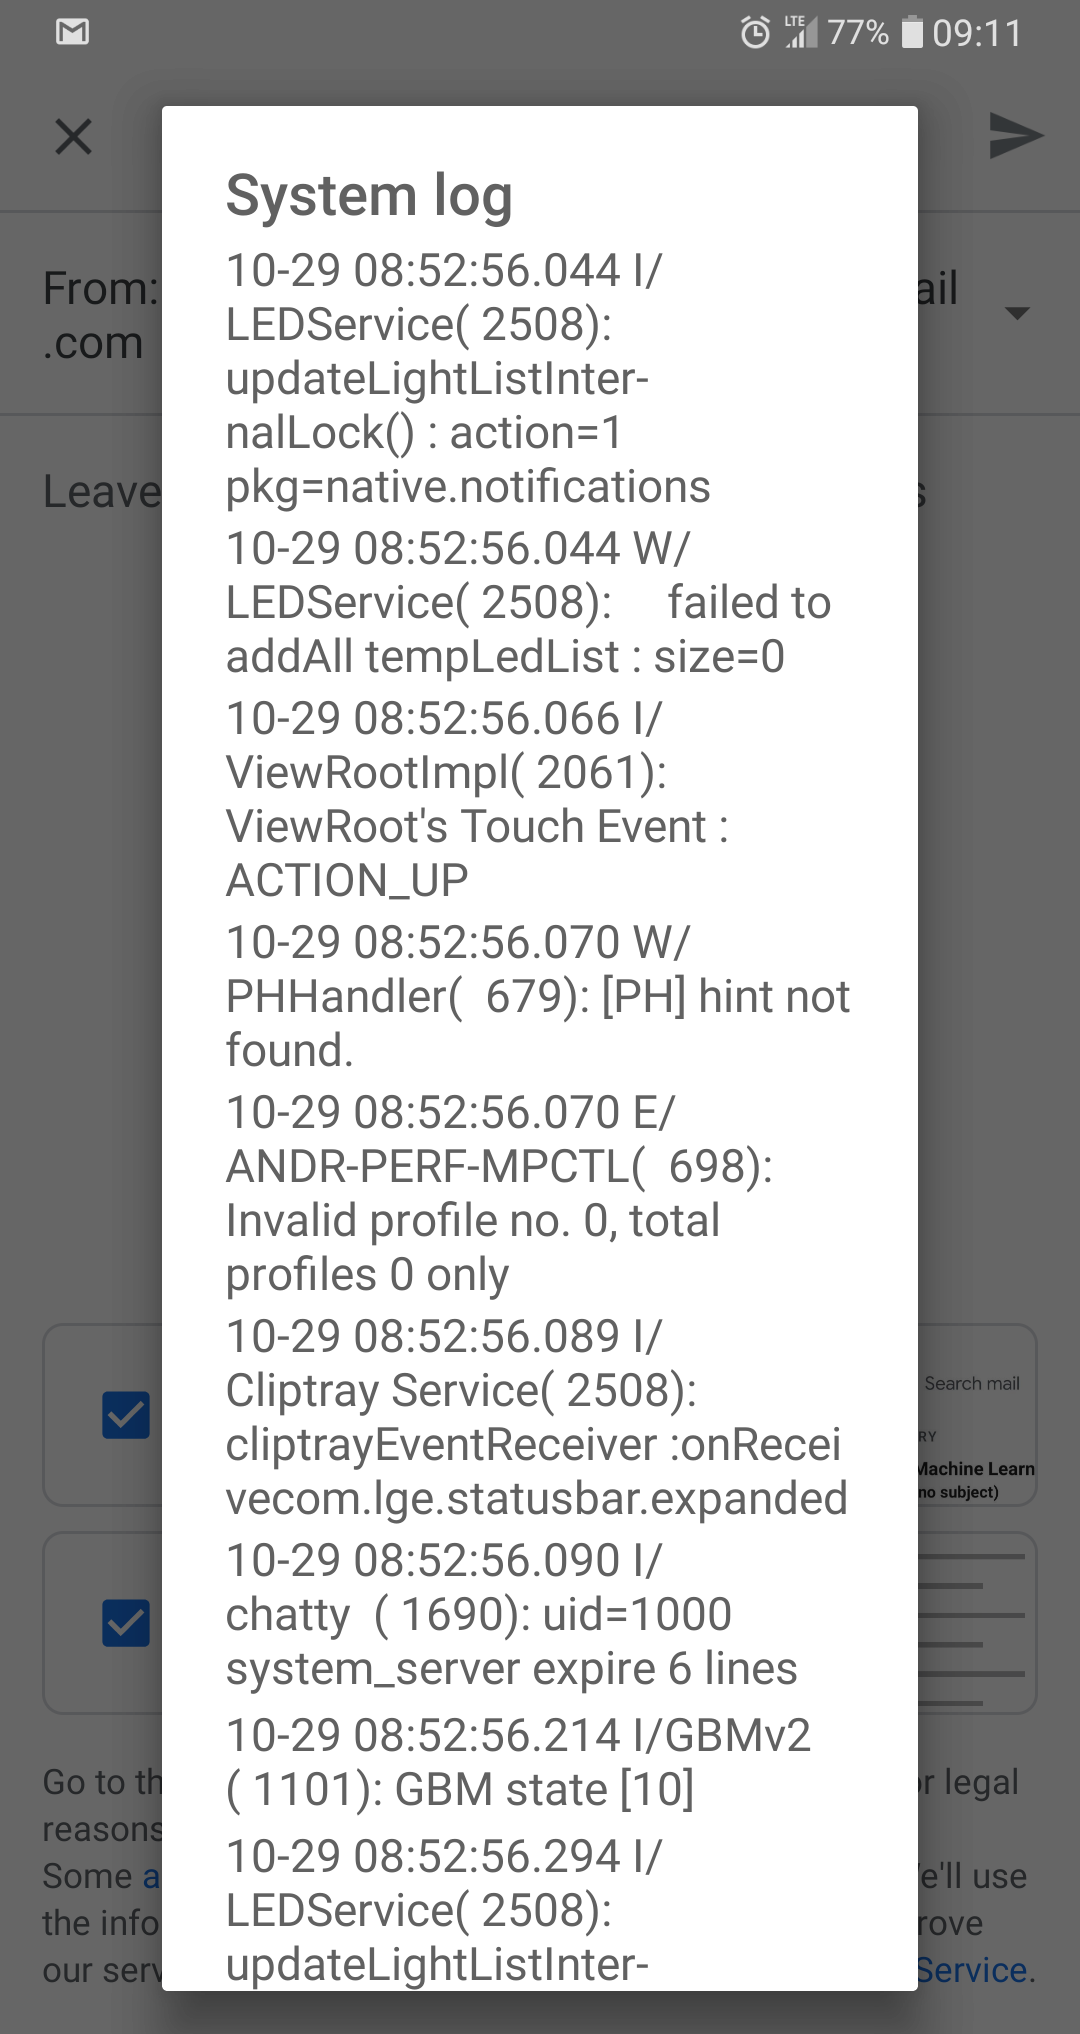 LTE 77% 09:11
System log
10-29 08:52:56.044 I/
LEDService( 2508):
updateLightListInter-
nalLock() : action=1
pkg=native.notifications
10-29 08:52:56.044 W/
LEDService( 2508):     failed to
addAll tempLedList : size=0
10-29 08:52:56.066 I/
ViewRootImpl( 2061):
ViewRoot's Touch Event :
ACTION_UP
10-29 08:52:56.070 W/
PHHandler(  679): [PH] hint not
found.
10-29 08:52:56.070 E/
ANDR-PERF-MPCTL(  698):
Invalid profile no. 0, total
profiles 0 only
10-29 08:52:56.089 I/
Cliptray Service( 2508):
cliptrayEventReceiver :onRecei
vecom.lge.statusbar.expanded
10-29 08:52:56.090 I/
chatty  ( 1690): uid=1000
system_server expire 6 lines
10-29 08:52:56.214 I/GBMv2
( 1101): GBM state [10]
10-29 08:52:56.294 I/
LEDService( 2508):
updateLightListInter-
From: ail
.com
Leave s
Search mail
RY
Machine Learn
no subject)
Go to th r legal
reasons
Some a e'll use
the info rove
our serv Service.